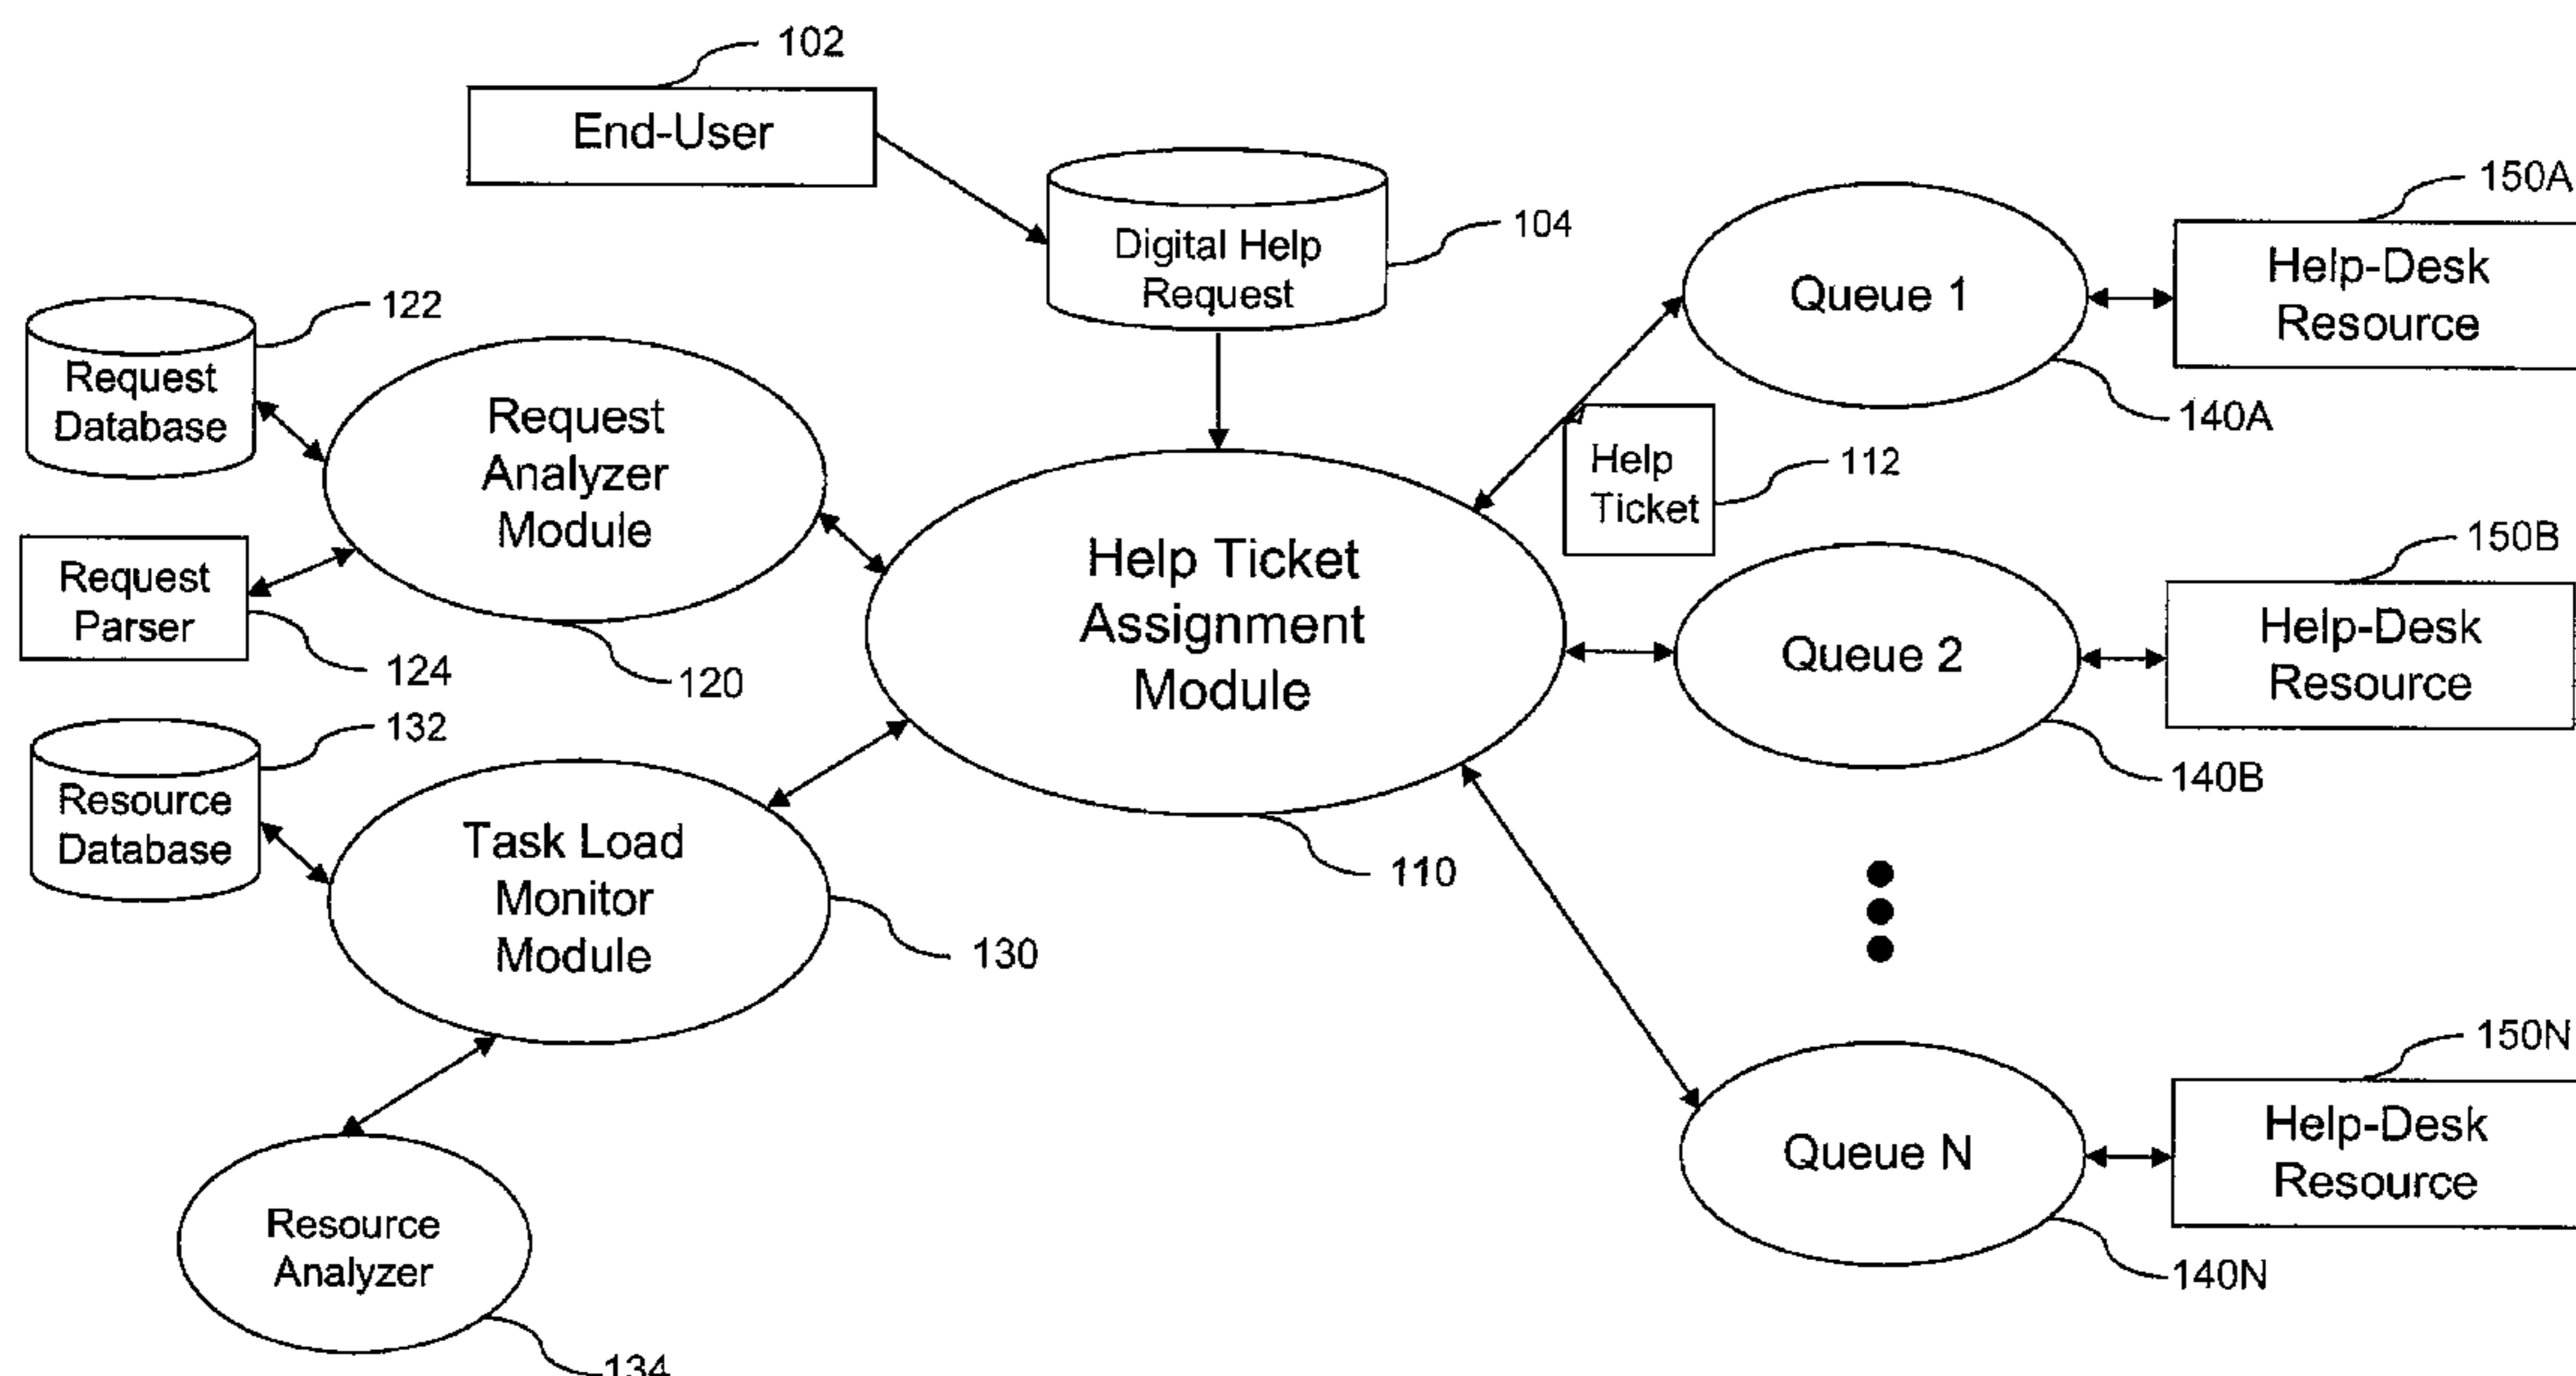 102
End-User
150A
Digital Help
Request
104
Queue 1
Help-Desk
Resource
122
Request
Database
Request
Analyzer
Module
140A
Help
Ticket
112
Request
Parser
124
120
Help Ticket
Assignment
Module
150B
Queue 2
Help-Desk
Resource
132
Resource
Database
140B
Task Load
Monitor
Module
110
130
150N
Queue N
Help-Desk
Resource
Resource
Analyzer
140N
134